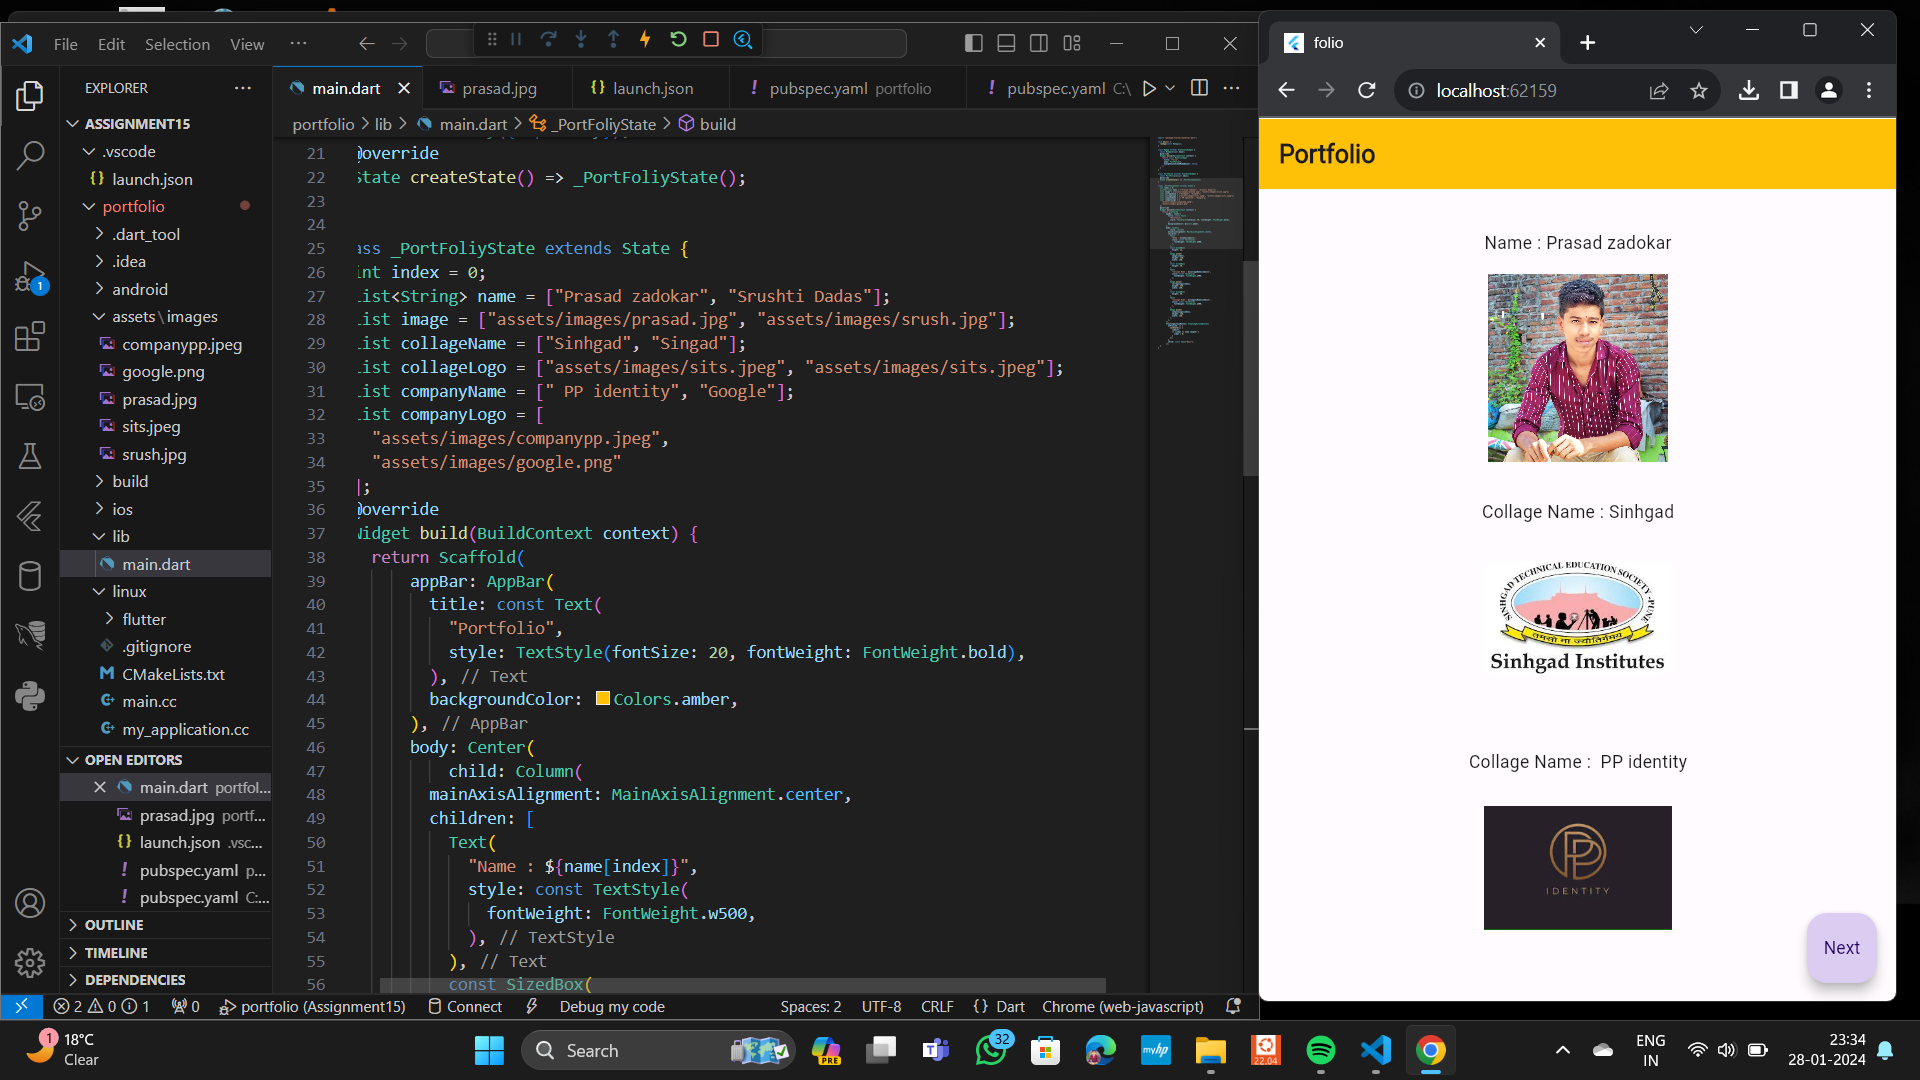 File Edit Selection View ···
EXPLORER ···
ASSIGNMENT15
.vscode
launch.json
portfolio
.dart_tool
.idea
android
assets\images
companypp.jpeg
google.png
prasad.jpg
sits.jpeg
srush.jpg
build
ios
lib
main.dart
linux
flutter
.gitignore
CMakeLists.txt
main.cc
my_application.cc
OPEN EDITORS
main.dart portfol...
prasad.jpg portf...
launch.json .vsc...
pubspec.yaml p...
pubspec.yaml C:...
OUTLINE
TIMELINE
DEPENDENCIES
1
main.dart prasad.jpg launch.json pubspec.yaml portfolio pubspec.yaml C:\
portfolio > lib > main.dart > _PortFoliyState > build
21 override
22 State createState() => _PortFoliyState();
23
24
25 ass _PortFoliyState extends State {
26 int index = 0;
27 List<String> name = ["Prasad zadokar", "Srushti Dadas"];
28 List image = ["assets/images/prasad.jpg", "assets/images/srush.jpg"];
29 List collageName = ["Sinhgad", "Singad"];
30 List collageLogo = ["assets/images/sits.jpeg", "assets/images/sits.jpeg"];
31 List companyName = [" PP identity", "Google"];
32 List companyLogo = [
33 "assets/images/companypp.jpeg",
34 "assets/images/google.png"
35 ];
36 override
37 Widget build(BuildContext context) {
38 return Scaffold(
39 appBar: AppBar(
40 title: const Text(
41 "Portfolio",
42 style: TextStyle(fontSize: 20, fontWeight: FontWeight.bold),
43 ), // Text
44 backgroundColor: Colors.amber,
45 ), // AppBar
46 body: Center(
47 child: Column(
48 mainAxisAlignment: MainAxisAlignment.center,
49 children: [
50 Text(
51 "Name : ${name[index]}",
52 style: const TextStyle(
53 fontWeight: FontWeight.w500,
54 ), // TextStyle
55 ), // Text
56 const SizedBox(
2 0 1 0 portfolio (Assignment15) Connect Debug my code Spaces: 2 UTF-8 CRLF {} Dart Chrome (web-javascript)
folio
localhost:62159
Portfolio
Name : Prasad zadokar
Collage Name : Sinhgad
SINHGAD TECHNICAL EDUCATION SOCIETY - PUNE
Sinhgad Institutes
Collage Name : PP identity
IDENTITY
Next
1 18°C
Clear
Search
PRE
32
myhp
22.04
ENG
IN
23:34
28-01-2024